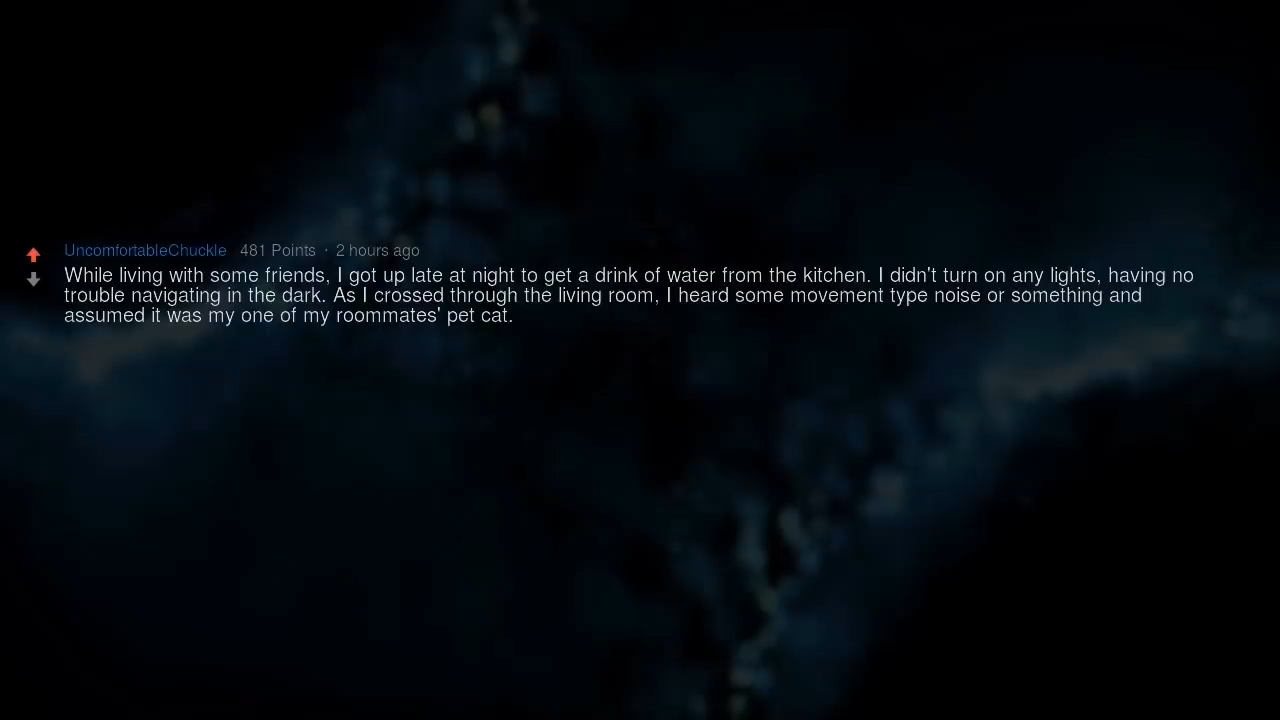 UncomfortableChuckle 481 Points · 2 hours ago
While living with some friends, I got up late at night to get a drink of water from the kitchen. I didn't turn on any lights, having no
trouble navigating in the dark. As I crossed through the living room, I heard some movement type noise or something and
assumed it was my one of my roommates' pet cat.